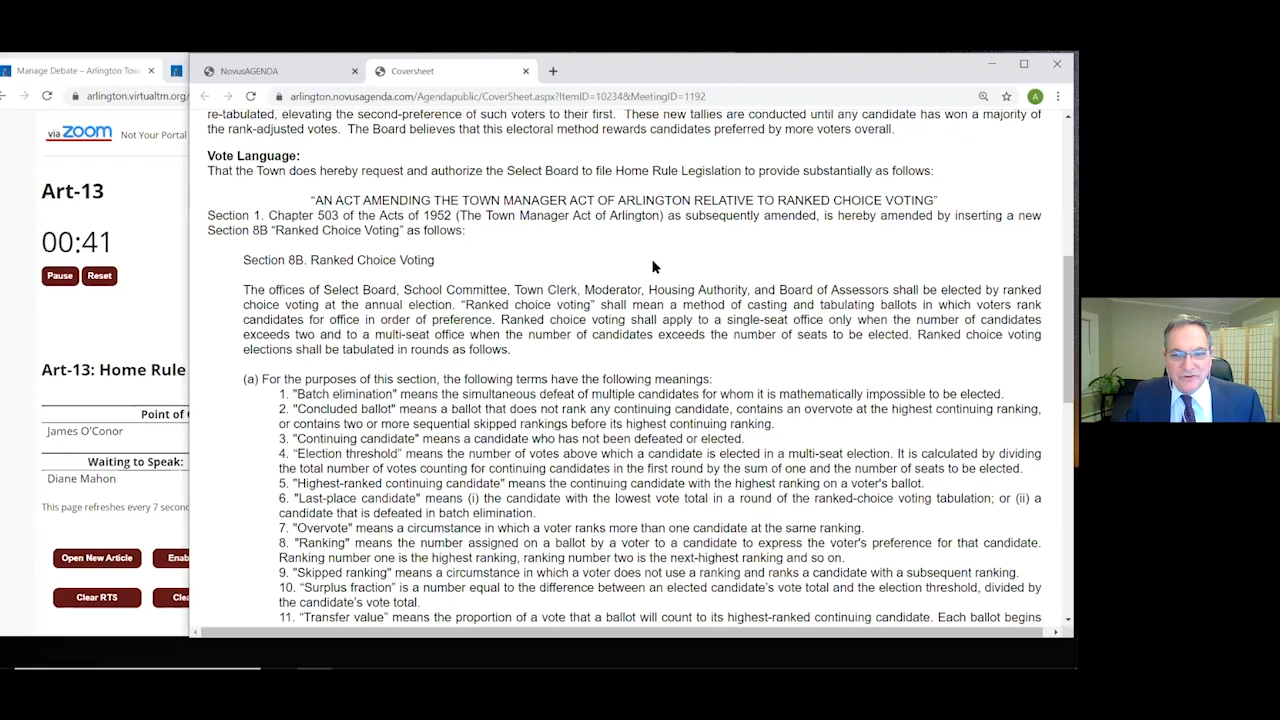 Manage Debate – Arlington Tow
arlington.virtualtm.org/
via zoom Not Your Portal
Art-13
00:41
Pause Reset
Art-13: Home Rule
Point of
James O'Conor
Waiting to Speak:
Diane Mahon
This page refreshes every 7 second
Open New Article Enab
Clear RTS Cle
NovusAGENDA
Coversheet
arlington.novusagenda.com/Agendapublic/CoverSheet.aspx?ItemID=10234&MeetingID=1192
A
re-tabulated, elevating the second-preference of such voters to their first. These new tallies are conducted until any candidate has won a majority of
the rank-adjusted votes. The Board believes that this electoral method rewards candidates preferred by more voters overall.
Vote Language:
That the Town does hereby request and authorize the Select Board to file Home Rule Legislation to provide substantially as follows:
“AN ACT AMENDING THE TOWN MANAGER ACT OF ARLINGTON RELATIVE TO RANKED CHOICE VOTING”
Section 1. Chapter 503 of the Acts of 1952 (The Town Manager Act of Arlington) as subsequently amended, is hereby amended by inserting a new
Section 8B “Ranked Choice Voting” as follows:
Section 8B. Ranked Choice Voting
The offices of Select Board, School Committee, Town Clerk, Moderator, Housing Authority, and Board of Assessors shall be elected by ranked
choice voting at the annual election. “Ranked choice voting” shall mean a method of casting and tabulating ballots in which voters rank
candidates for office in order of preference. Ranked choice voting shall apply to a single-seat office only when the number of candidates
exceeds two and to a multi-seat office when the number of candidates exceeds the number of seats to be elected. Ranked choice voting
elections shall be tabulated in rounds as follows.
(a) For the purposes of this section, the following terms have the following meanings:
1. "Batch elimination" means the simultaneous defeat of multiple candidates for whom it is mathematically impossible to be elected.
2. "Concluded ballot" means a ballot that does not rank any continuing candidate, contains an overvote at the highest continuing ranking,
or contains two or more sequential skipped rankings before its highest continuing ranking.
3. "Continuing candidate" means a candidate who has not been defeated or elected.
4. “Election threshold” means the number of votes above which a candidate is elected in a multi-seat election. It is calculated by dividing
the total number of votes counting for continuing candidates in the first round by the sum of one and the number of seats to be elected.
5. "Highest-ranked continuing candidate" means the continuing candidate with the highest ranking on a voter's ballot.
6. "Last-place candidate" means (i) the candidate with the lowest vote total in a round of the ranked-choice voting tabulation; or (ii) a
candidate that is defeated in batch elimination.
7. "Overvote" means a circumstance in which a voter ranks more than one candidate at the same ranking.
8. "Ranking" means the number assigned on a ballot by a voter to a candidate to express the voter's preference for that candidate.
Ranking number one is the highest ranking, ranking number two is the next-highest ranking and so on.
9. "Skipped ranking" means a circumstance in which a voter does not use a ranking and ranks a candidate with a subsequent ranking.
10. “Surplus fraction” is a number equal to the difference between an elected candidate’s vote total and the election threshold, divided by
the candidate’s vote total.
11. “Transfer value” means the proportion of a vote that a ballot will count to its highest-ranked continuing candidate. Each ballot begins